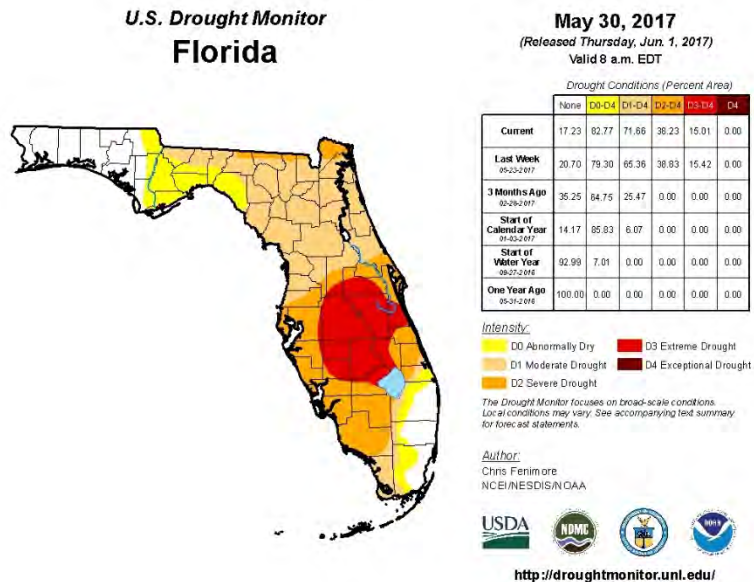 U.S. Drought Monitor
Florida
May 30, 2017
(Released Thursday, Jun. 1, 2017)
Valid 8 a.m. EDT
Drought Conditions (Percent Area)
None D0-D4 D1-D4 D2-D4 D3-D4 D4
Current 17.23 82.77 71.66 38.23 15.01 0.00
Last Week 05-23-2017 20.70 79.30 65.36 38.83 15.42 0.00
3 Months Ago 02-28-2017 35.25 64.75 25.47 0.00 0.00 0.00
Start of Calendar Year 01-03-2017 14.17 85.83 6.07 0.00 0.00 0.00
Start of Water Year 09-27-2016 92.99 7.01 0.00 0.00 0.00 0.00
One Year Ago 05-31-2016 100.00 0.00 0.00 0.00 0.00 0.00
Intensity:
D0 Abnormally Dry
D1 Moderate Drought
D2 Severe Drought
D3 Extreme Drought
D4 Exceptional Drought
The Drought Monitor focuses on broad-scale conditions.
Local conditions may vary. See accompanying text summary
for forecast statements.
Author:
Chris Fenimore
NCEI/NESDIS/NOAA
USDA
NDMC
NOAA
http://droughtmonitor.unl.edu/